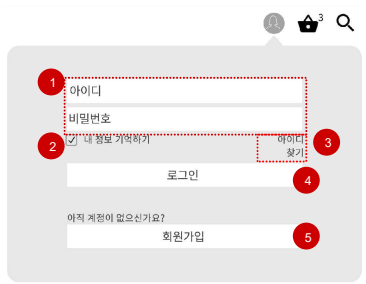 3
1
아이디
비밀번호
2
내 정보 기억하기
아이디
찾기
3
로그인
4
아직 계정이 없으신가요?
회원가입
5